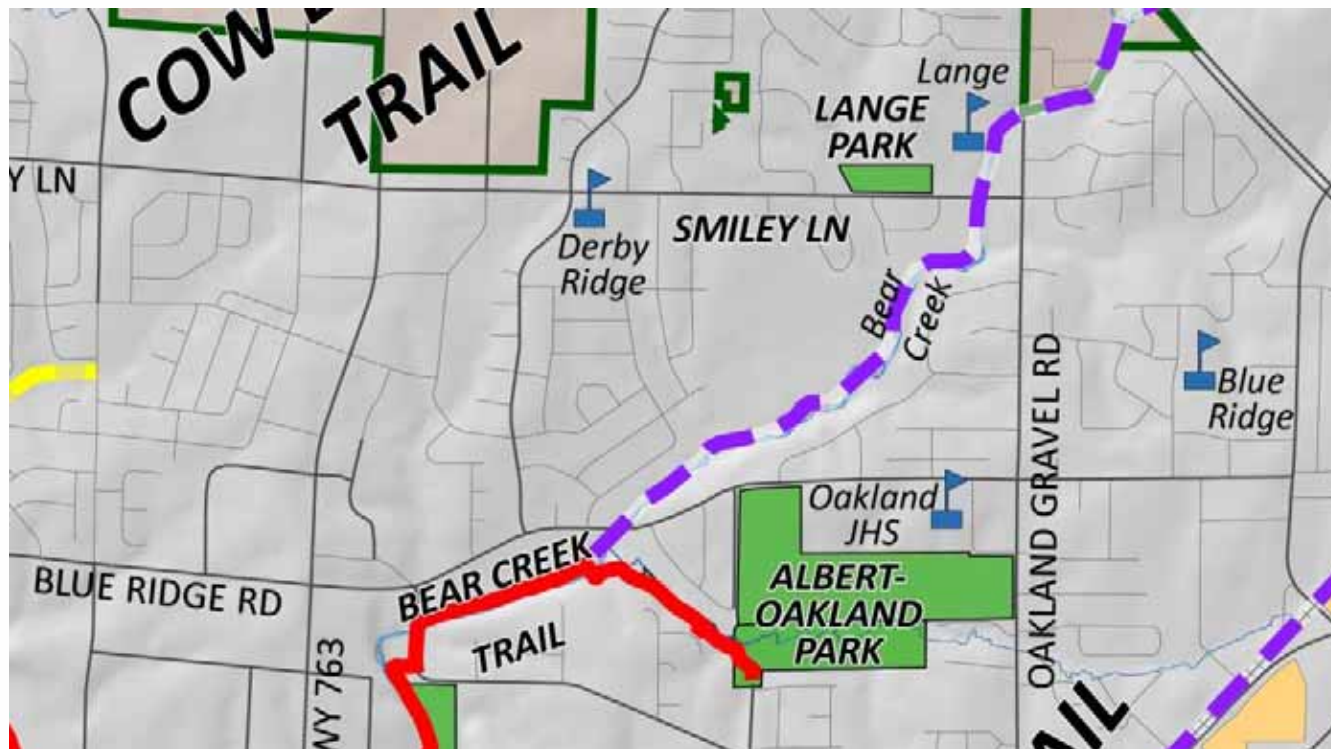 COW
TRAIL
Lange
LANGE
PARK
Y LN
SMILEY LN
Derby
Ridge
Bear
Creek
OAKLAND GRAVEL RD
Blue
Ridge
Oakland
JHS
BEAR CREEK
TRAIL
BLUE RIDGE RD
ALBERT-
OAKLAND
PARK
WY 763
AIL